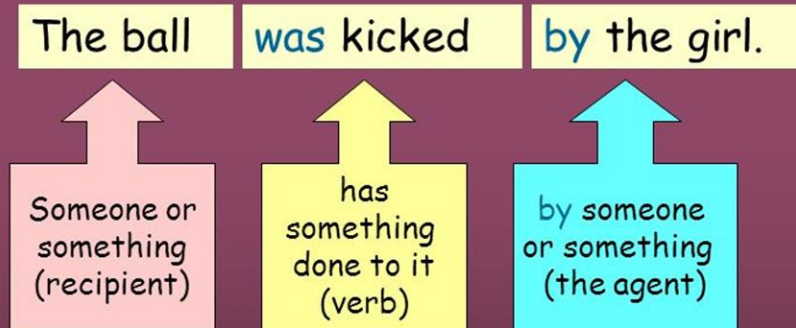 The ball was kicked by the girl.
Someone or
something
(recipient)
has
something
done to it
(verb)
by someone
or something
(the agent)